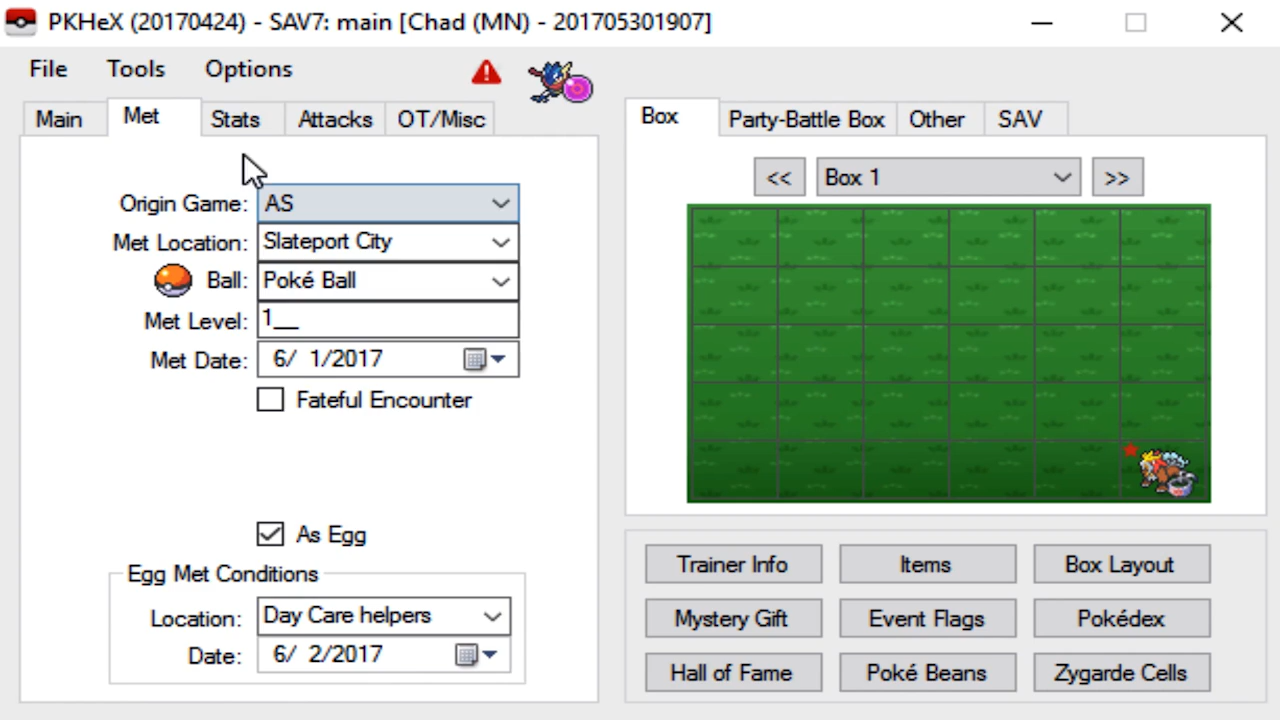 PKHeX (20170424) - SAV7: main [Chad (MN) - 201705301907]
File Tools Options
Main Met Stats Attacks OT/Misc
Origin Game: AS
Met Location: Slateport City
Ball: Poké Ball
Met Level: 1__
Met Date: 6/ 1/2017
Fateful Encounter
As Egg
Egg Met Conditions
Location: Day Care helpers
Date: 6/ 2/2017
Box Party-Battle Box Other SAV
<< Box 1 >>
Trainer Info Items Box Layout
Mystery Gift Event Flags Pokédex
Hall of Fame Poké Beans Zygarde Cells